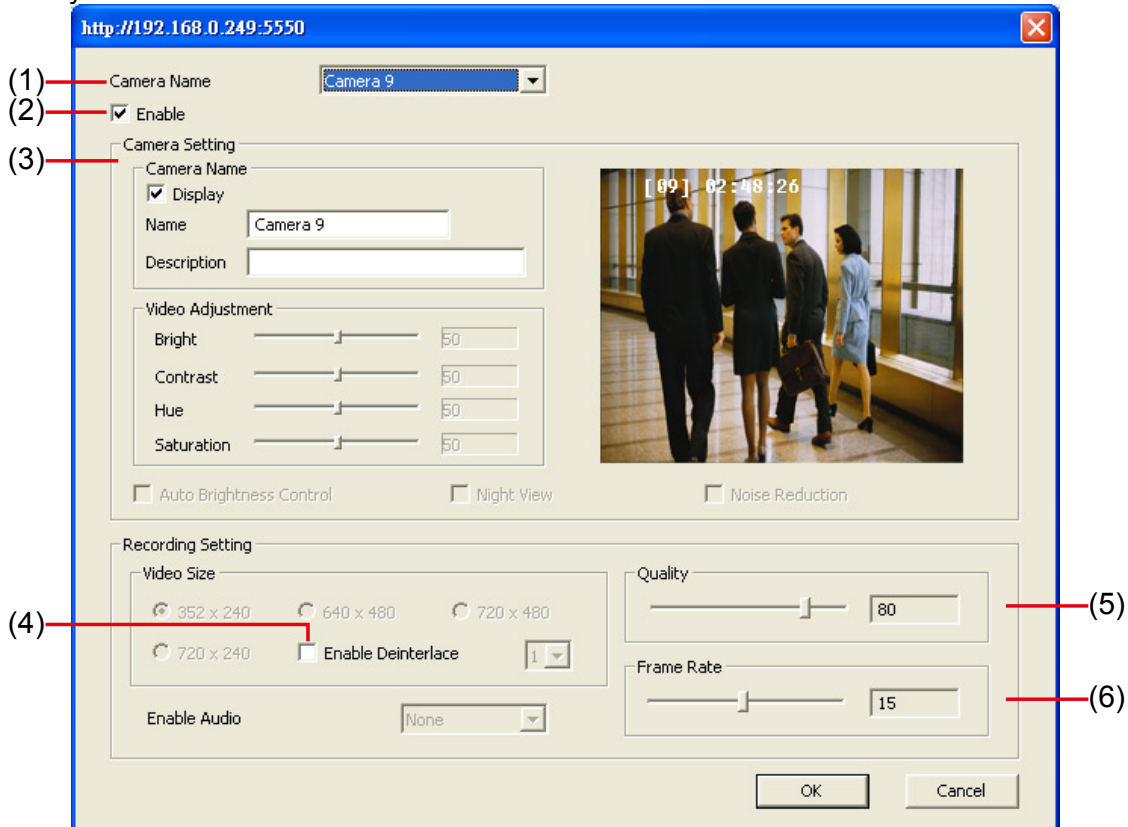 http://192.168.0.249:5550
(1) Camera Name Camera 9
(2) Enable
(3) Camera Setting
Camera Name
Display
Name Camera 9
Description
[09] 02:48:26
Video Adjustment
Bright 50
Contrast 50
Hue 50
Saturation 50
Auto Brightness Control Night View Noise Reduction
Recording Setting
Video Size
352 x 240 640 x 480 720 x 480
(4) 720 x 240 Enable Deinterlace 1
Enable Audio None
Quality
80 (5)
Frame Rate
15 (6)
OK Cancel